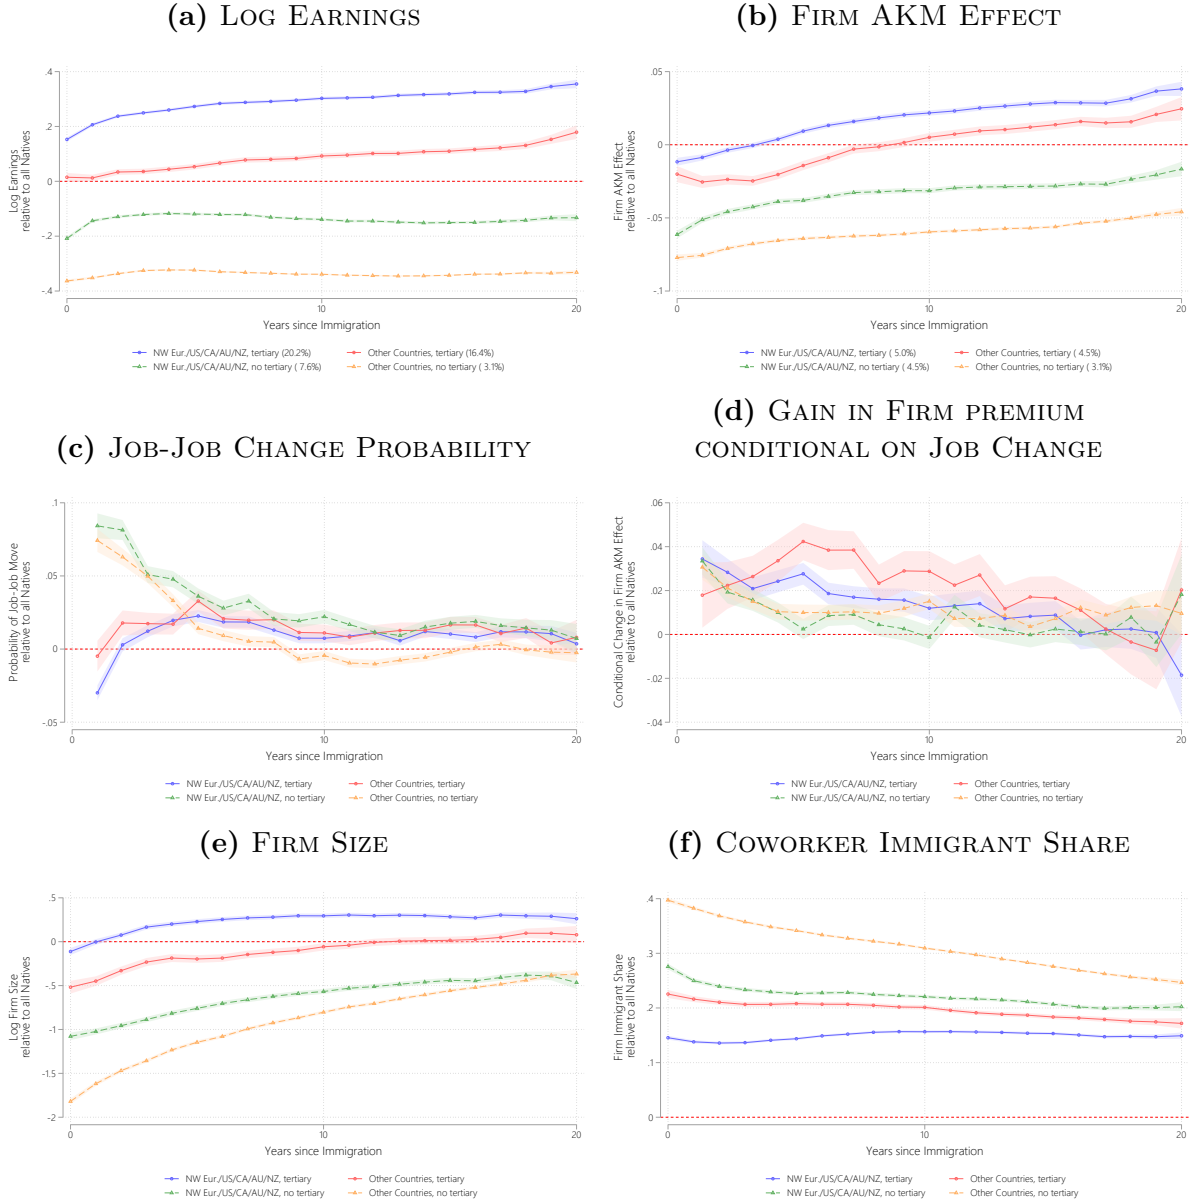 (a) Log Earnings
.4
.2
0
-.2
-.4
Log Earnings
relative to all Natives
0
10
20
Years since Immigration
NW Eur./US/CA/AU/NZ, tertiary (20.2%)
Other Countries, tertiary (16.4%)
NW Eur./US/CA/AU/NZ, no tertiary ( 7.6%)
Other Countries, no tertiary ( 3.1%)
(b) Firm AKM Effect
.05
0
-.05
-.1
Firm AKM Effect
relative to all Natives
0
10
20
Years since Immigration
NW Eur./US/CA/AU/NZ, tertiary ( 5.0%)
Other Countries, tertiary ( 4.5%)
NW Eur./US/CA/AU/NZ, no tertiary ( 4.5%)
Other Countries, no tertiary ( 3.1%)
(c) Job-Job Change Probability
.1
.05
0
-.05
Probability of Job-Job Move
relative to all Natives
0
10
20
Years since Immigration
NW Eur./US/CA/AU/NZ, tertiary
Other Countries, tertiary
NW Eur./US/CA/AU/NZ, no tertiary
Other Countries, no tertiary
(d) Gain in Firm premium
conditional on Job Change
.06
.04
.02
0
-.02
-.04
Conditional Change in Firm AKM Effect
relative to all Natives
0
10
20
Years since Immigration
NW Eur./US/CA/AU/NZ, tertiary
Other Countries, tertiary
NW Eur./US/CA/AU/NZ, no tertiary
Other Countries, no tertiary
(e) Firm Size
.5
0
-.5
-1
-1.5
-2
Log Firm Size
relative to all Natives
0
10
20
Years since Immigration
NW Eur./US/CA/AU/NZ, tertiary
Other Countries, tertiary
NW Eur./US/CA/AU/NZ, no tertiary
Other Countries, no tertiary
(f) Coworker Immigrant Share
.4
.3
.2
.1
0
Firm Immigrant Share
relative to all Natives
0
10
20
Years since Immigration
NW Eur./US/CA/AU/NZ, tertiary
Other Countries, tertiary
NW Eur./US/CA/AU/NZ, no tertiary
Other Countries, no tertiary